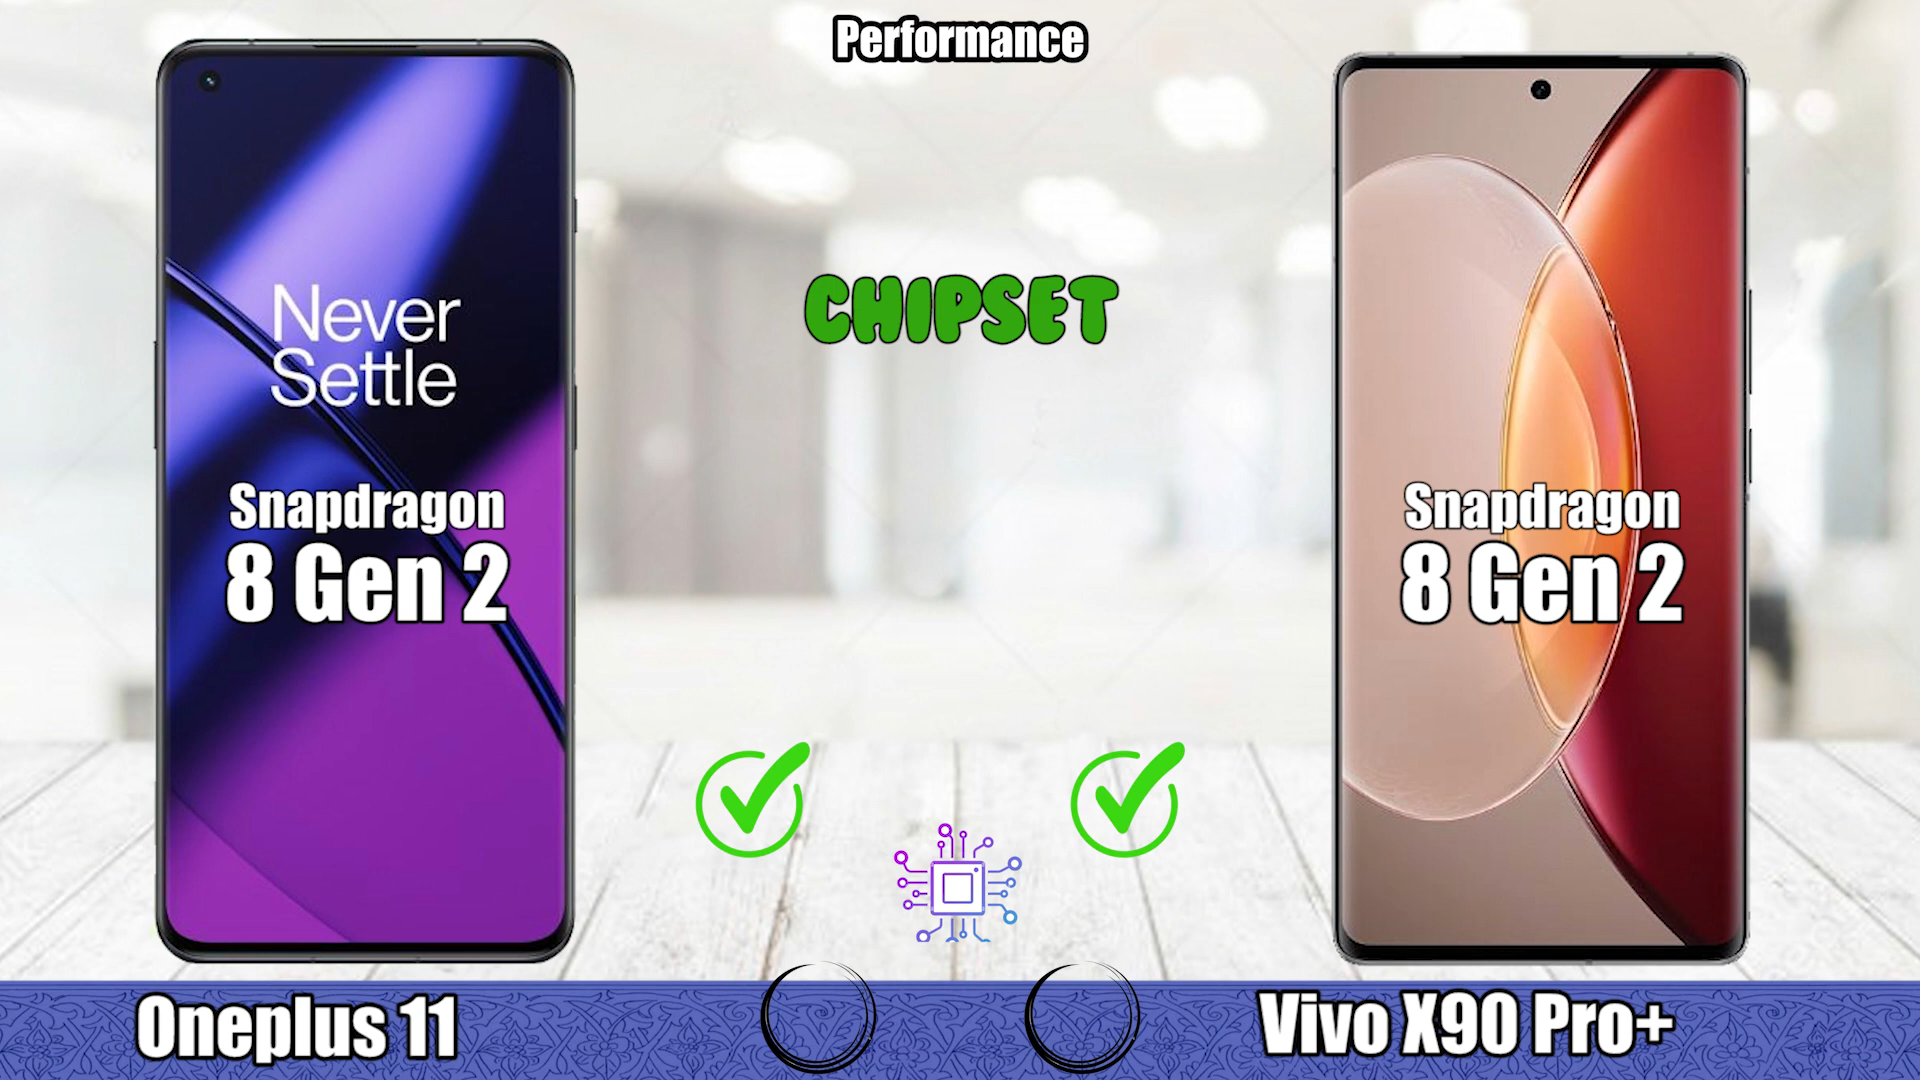 Performance
Never
Settle
CHIPSET
Snapdragon
8 Gen 2
Snapdragon
8 Gen 2
Oneplus 11
Vivo X90 Pro+